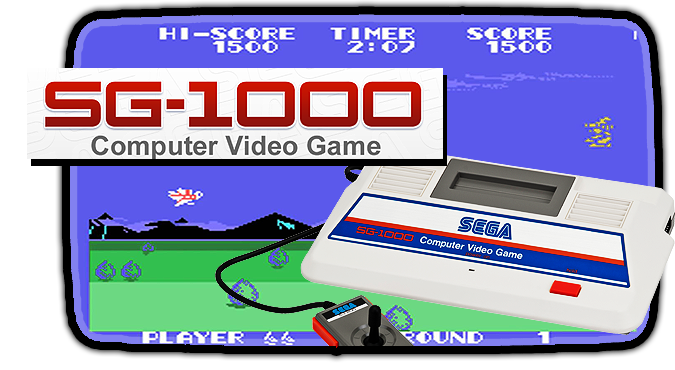 HI-SCORE TIMER SCORE
1500 2:07 1500
SG-1000
Computer Video Game
SEGA
SG-1000 Computer Video Game
PLAYER ROUND 1